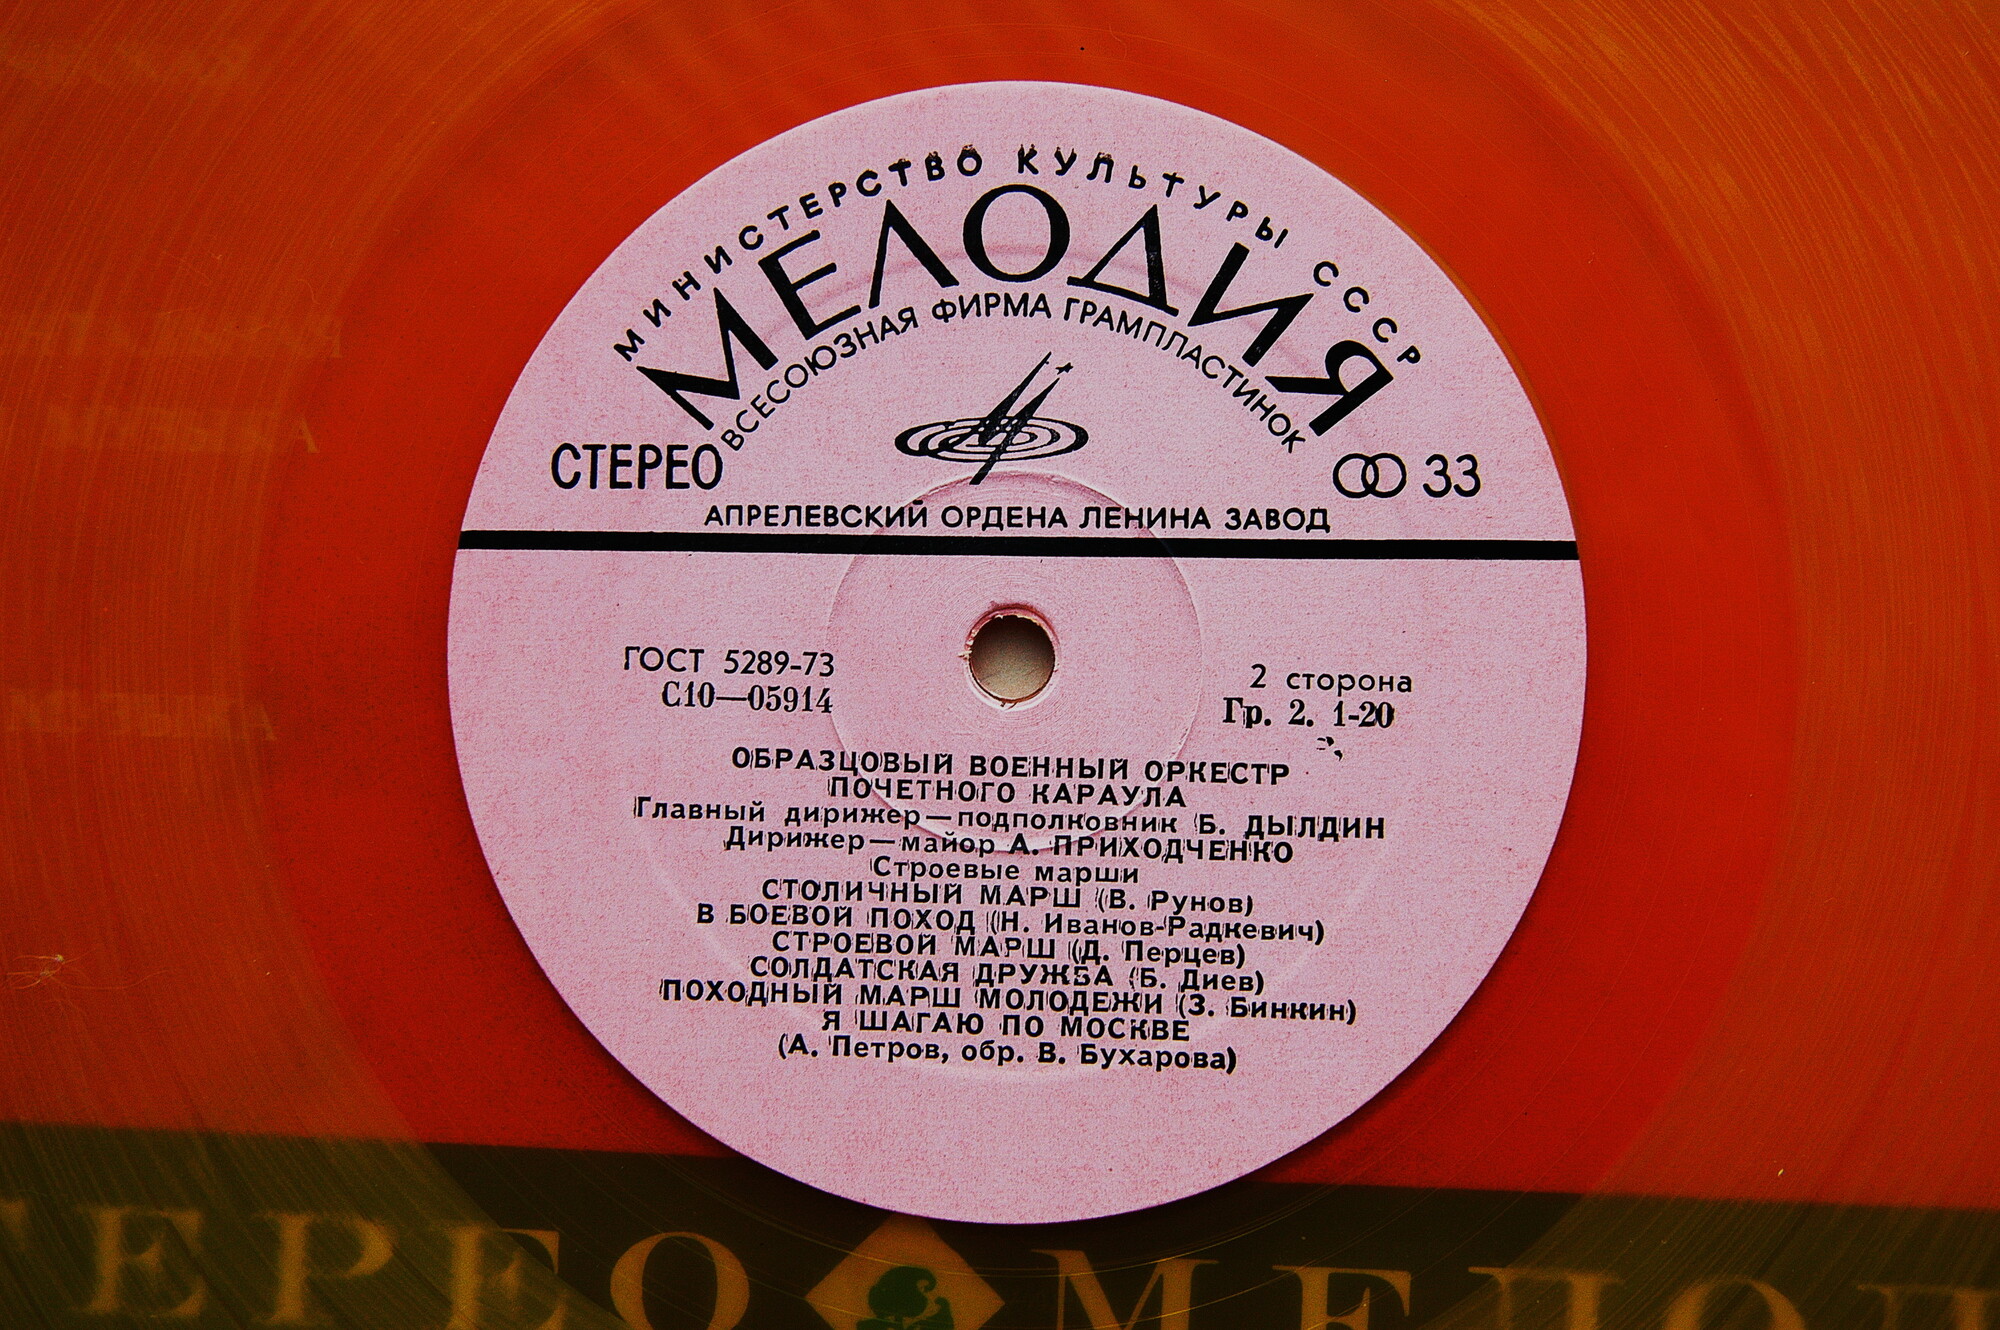 МИНИСТЕРСТВО КУЛЬТУРЫ СССР
МЕЛОДИЯ
ВСЕСОЮЗНАЯ ФИРМА ГРАМПЛАСТИНОК
СТЕРЕО
33
АПРЕЛЕВСКИЙ ОРДЕНА ЛЕНИНА ЗАВОД
ГОСТ 5289-73
С10—05914
2 сторона
Гр. 2. 1-20
ОБРАЗЦОВЫЙ ВОЕННЫЙ ОРКЕСТР
ПОЧЕТНОГО КАРАУЛА
Главный дирижер—подполковник Б. ДЫЛДИН
Дирижер—майор А. ПРИХОДЧЕНКО
Строевые марши
СТОЛИЧНЫЙ МАРШ (В. Рунов)
В БОЕВОЙ ПОХОД (Н. Иванов-Радкевич)
СТРОЕВОЙ МАРШ (Д. Перцев)
СОЛДАТСКАЯ ДРУЖБА (Б. Диев)
ПОХОДНЫЙ МАРШ МОЛОДЕЖИ (З. Бинкин)
Я ШАГАЮ ПО МОСКВЕ
(А. Петров, обр. В. Бухарова)
ЕРЕО МЕЛОД